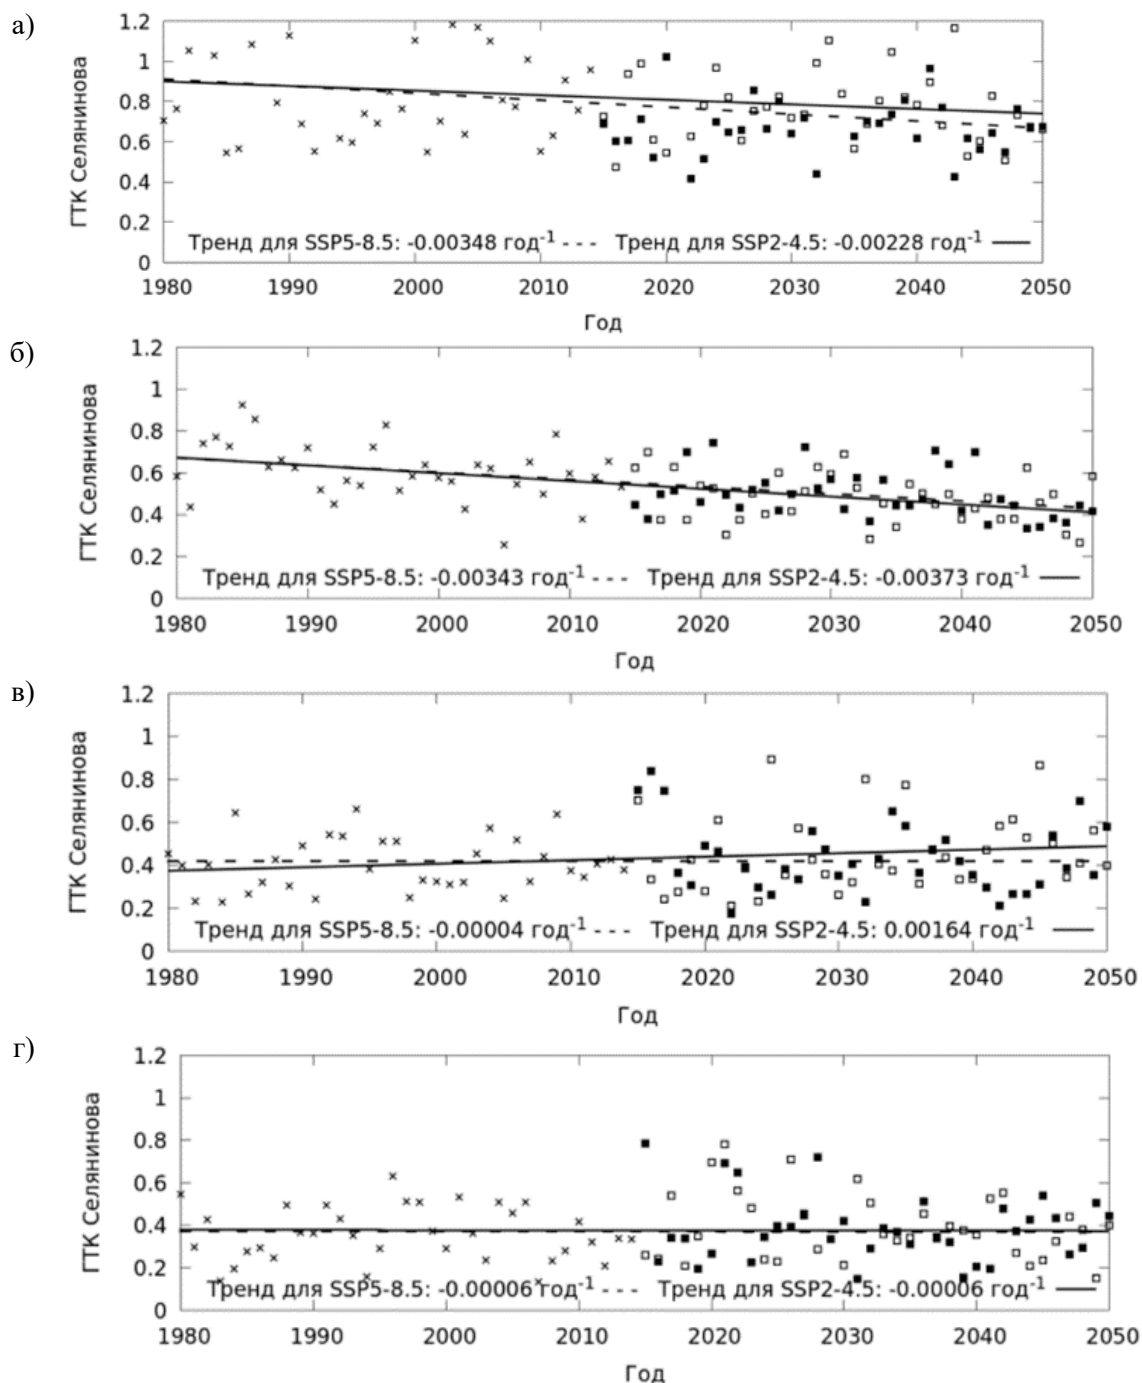 а)
ГТК Селянинова
1.2
1
0.8
0.6
0.4
0.2
0
Тренд для SSP5-8.5: -0.00348 год⁻¹ Тренд для SSP2-4.5: -0.00228 год⁻¹
1980 1990 2000 2010 2020 2030 2040 2050
Год
б)
ГТК Селянинова
1.2
1
0.8
0.6
0.4
0.2
0
Тренд для SSP5-8.5: -0.00343 год⁻¹ Тренд для SSP2-4.5: -0.00373 год⁻¹
1980 1990 2000 2010 2020 2030 2040 2050
Год
в)
ГТК Селянинова
1.2
1
0.8
0.6
0.4
0.2
0
Тренд для SSP5-8.5: -0.00004 год⁻¹ Тренд для SSP2-4.5: 0.00164 год⁻¹
1980 1990 2000 2010 2020 2030 2040 2050
Год
г)
ГТК Селянинова
1.2
1
0.8
0.6
0.4
0.2
0
Тренд для SSP5-8.5: -0.00006 год⁻¹ Тренд для SSP2-4.5: -0.00006 год⁻¹
1980 1990 2000 2010 2020 2030 2040 2050
Год